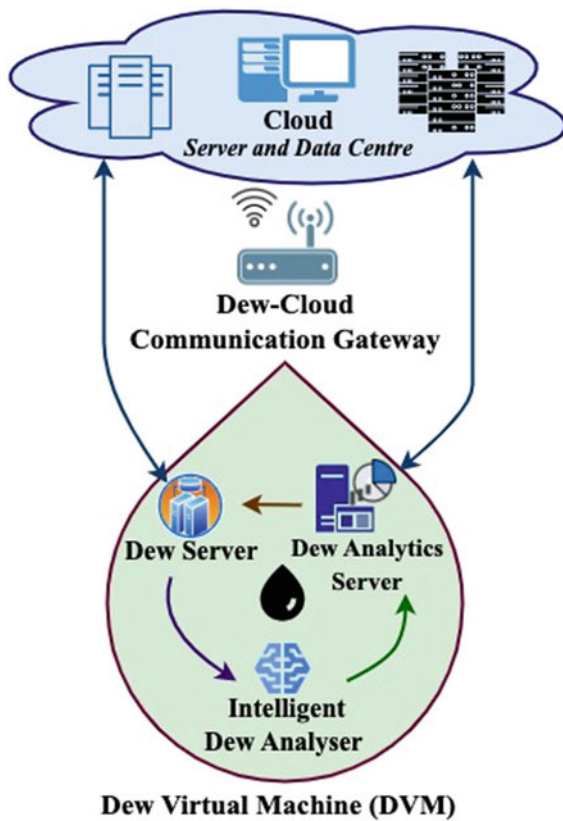 Cloud
Server and Data Centre
Dew-Cloud
Communication Gateway
Dew Server
Dew Analytics
Server
Intelligent
Dew Analyser
Dew Virtual Machine (DVM)